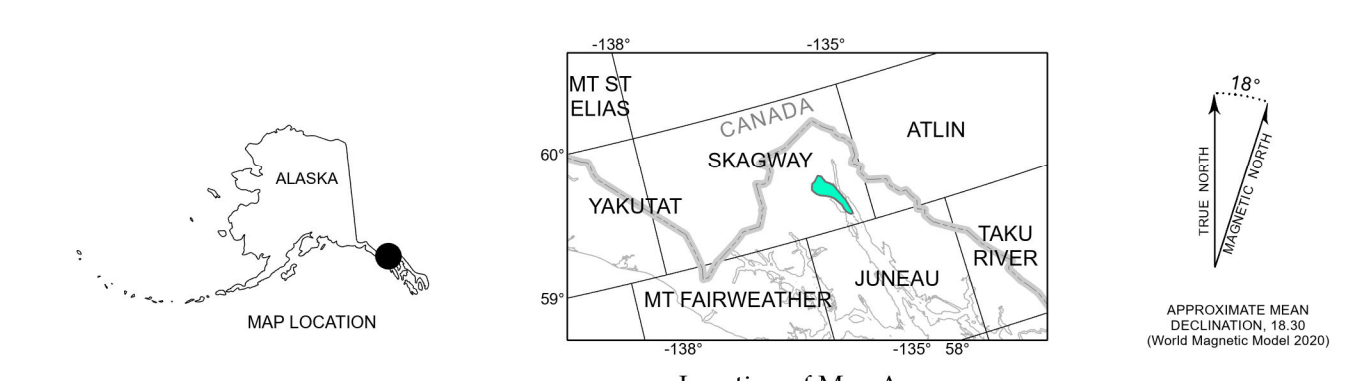 ALASKA
MAP LOCATION
-138°
-135°
MT ST
ELIAS
CANADA
ATLIN
60°
SKAGWAY
YAKUTAT
TAKU
RIVER
JUNEAU
59°
MT FAIRWEATHER
-138°
-135°
58°
18°
TRUE NORTH
MAGNETIC NORTH
APPROXIMATE MEAN
DECLINATION, 18.30
(World Magnetic Model 2020)